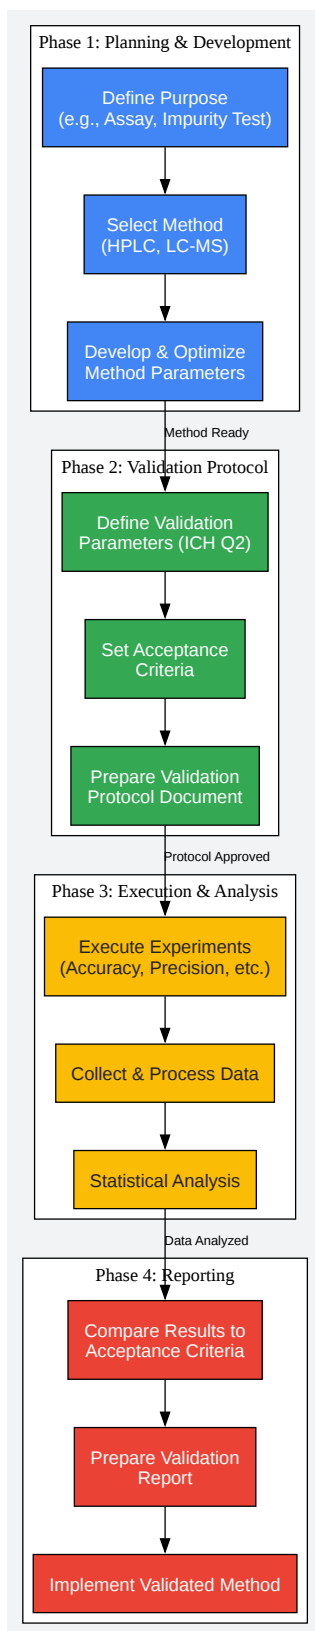 Phase 1: Planning & Development
Define Purpose
(e.g., Assay, Impurity Test)
Select Method
(HPLC, LC-MS)
Develop & Optimize
Method Parameters
Method Ready
Phase 2: Validation Protocol
Define Validation
Parameters (ICH Q2)
Set Acceptance
Criteria
Prepare Validation
Protocol Document
Protocol Approved
Phase 3: Execution & Analysis
Execute Experiments
(Accuracy, Precision, etc.)
Collect & Process Data
Statistical Analysis
Data Analyzed
Phase 4: Reporting
Compare Results to
Acceptance Criteria
Prepare Validation
Report
Implement Validated Method